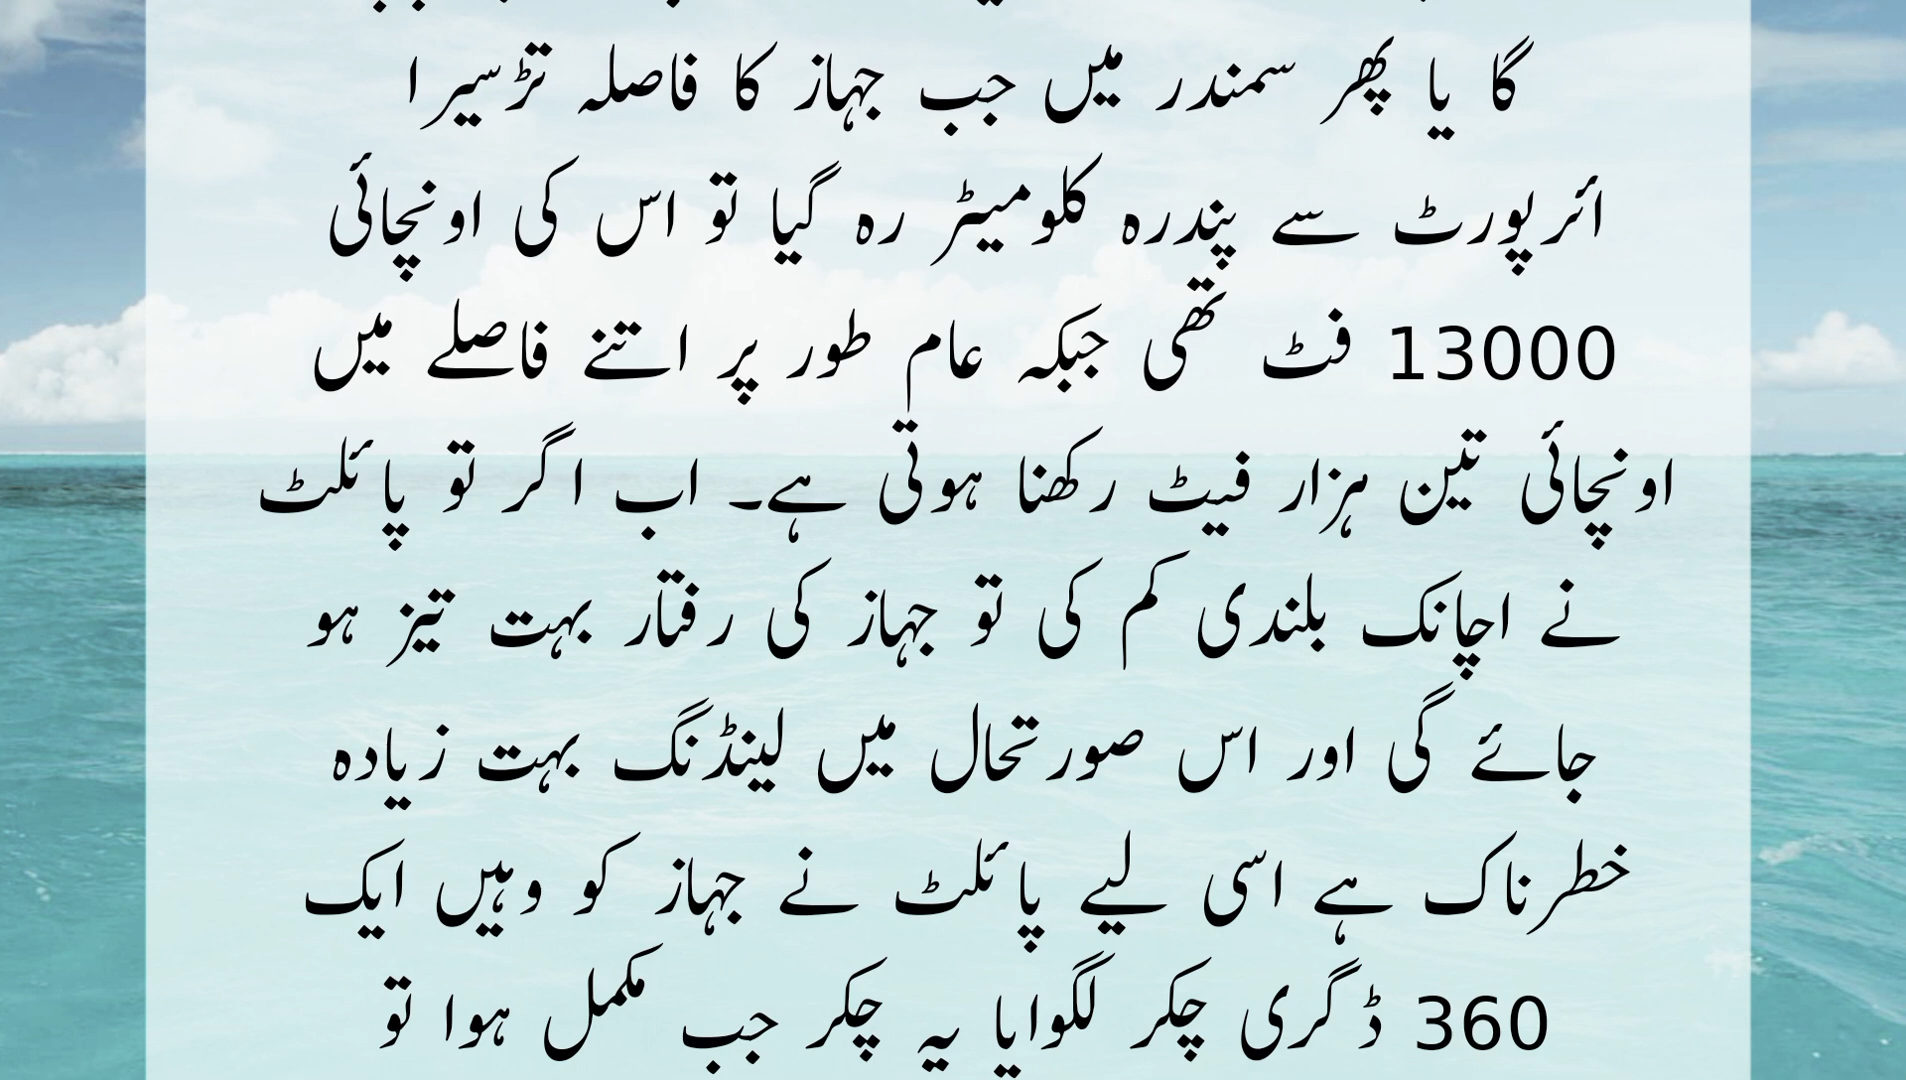 گا یا پھر سمندر میں جب جہاز کا فاصلہ تڑسیرا
ائرپورٹ سے پندرہ کلومیٹر رہ گیا تو اس کی اونچائی
13000 فٹ تھی جبکہ عام طور پر اتنے فاصلے میں
اونچائی تین ہزار فیٹ رکھنا ہوتی ہے۔ اب اگر تو پائلٹ
نے اچانک بلندی کم کی تو جہاز کی رفتار بہت تیز ہو
جائے گی اور اس صورتحال میں لینڈنگ بہت زیادہ
خطرناک ہے اسی لیے پائلٹ نے جہاز کو وہیں ایک
360 ڈگری چکر لگوایا یہ چکر جب مکمل ہوا تو